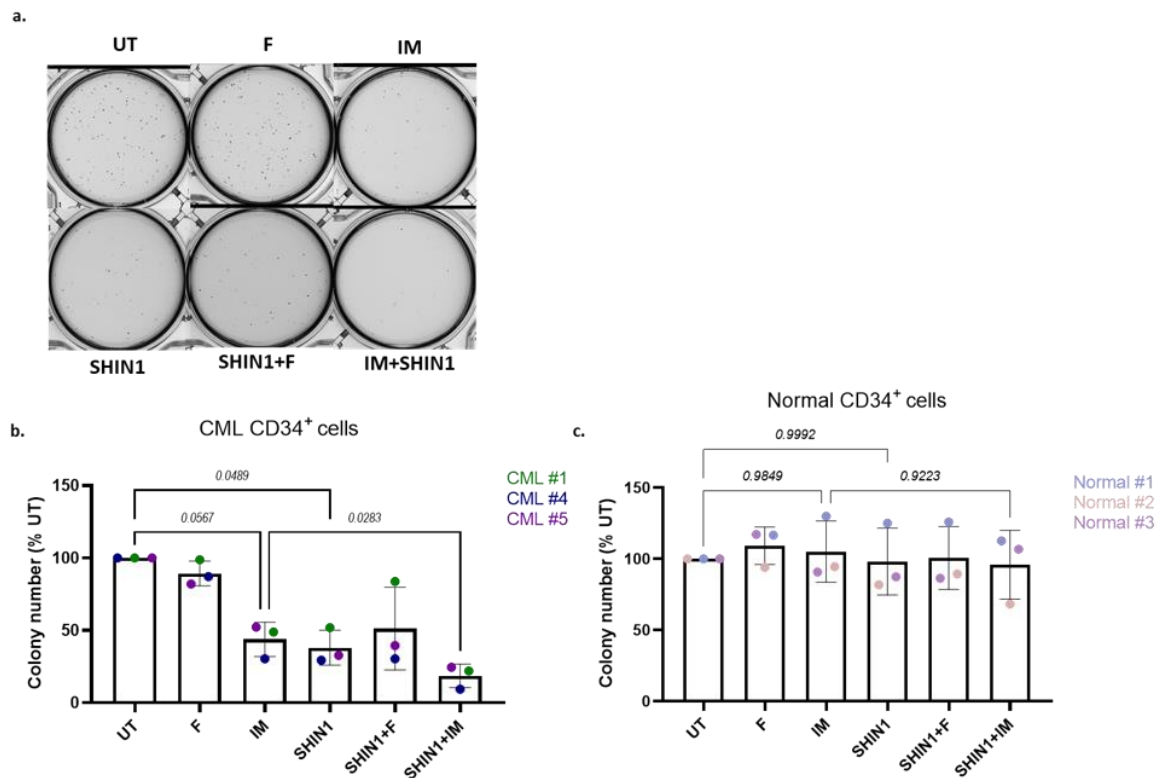 a.
UT F IM
SHIN1 SHIN1+F IM+SHIN1
b.
CML CD34⁺ cells
0.0489
0.0567 0.0283
CML #1
CML #4
CML #5
Colony number (% UT)
150
100
50
0
UT F IM SHIN1 SHIN1+F SHIN1+IM
c.
Normal CD34⁺ cells
0.9992
0.9849 0.9223
Normal #1
Normal #2
Normal #3
Colony number (% UT)
150
100
50
0
UT F IM SHIN1 SHIN1+F SHIN1+IM